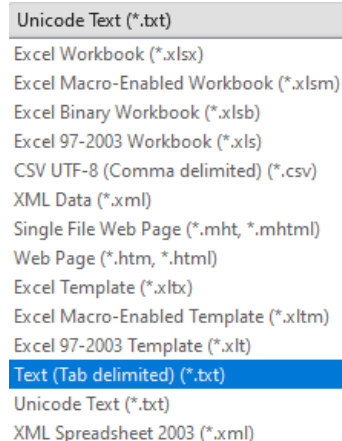 Unicode Text (*.txt)
Excel Workbook (*.xlsx)
Excel Macro-Enabled Workbook (*.xlsm)
Excel Binary Workbook (*.xlsb)
Excel 97-2003 Workbook (*.xls)
CSV UTF-8 (Comma delimited) (*.csv)
XML Data (*.xml)
Single File Web Page (*.mht, *.mhtml)
Web Page (*.htm, *.html)
Excel Template (*.xltx)
Excel Macro-Enabled Template (*.xltm)
Excel 97-2003 Template (*.xlt)
Text (Tab delimited) (*.txt)
Unicode Text (*.txt)
XML Spreadsheet 2003 (*.xml)